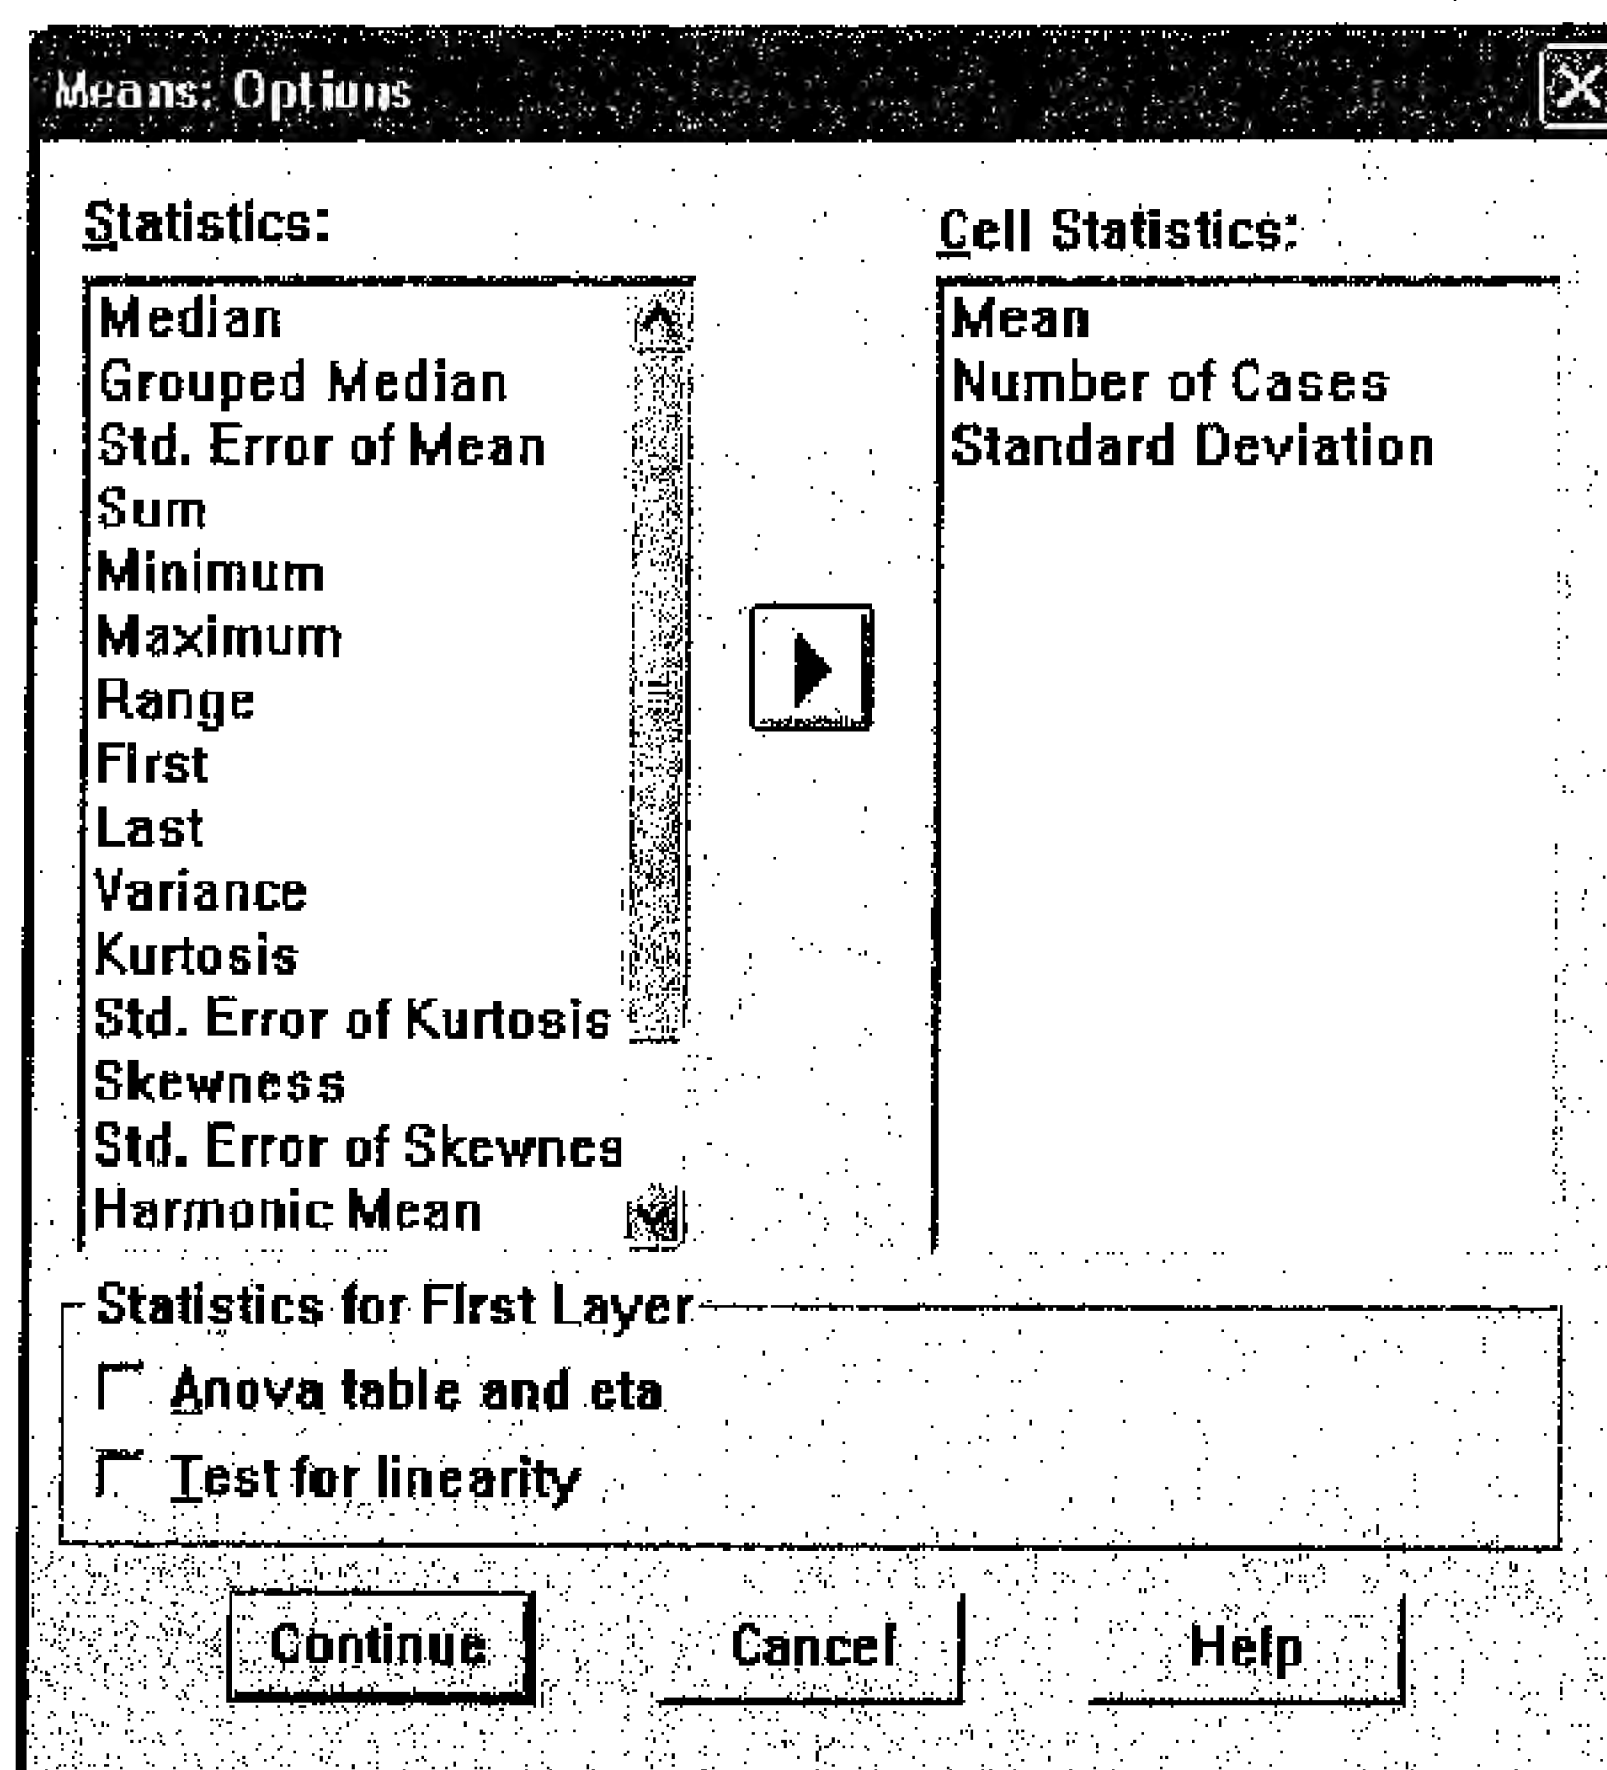 Means: Options
Statistics:
Median
Grouped Median
Std. Error of Mean
Sum
Minimum
Maximum
Range
First
Last
Variance
Kurtosis
Std. Error of Kurtosis
Skewness
Std. Error of Skewnes
Harmonic Mean
Cell Statistics:
Mean
Number of Cases
Standard Deviation
Statistics for First Layer
Anova table and eta
Test for linearity
Continue
Cancel
Help